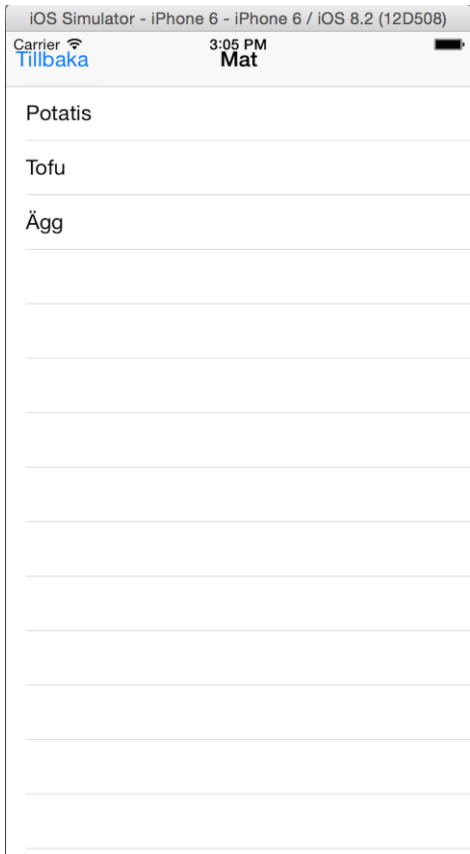 iOS Simulator - iPhone 6 - iPhone 6 / iOS 8.2 (12D508)
Carrier 3:05 PM
Tillbaka Mat
Potatis
Tofu
Ägg